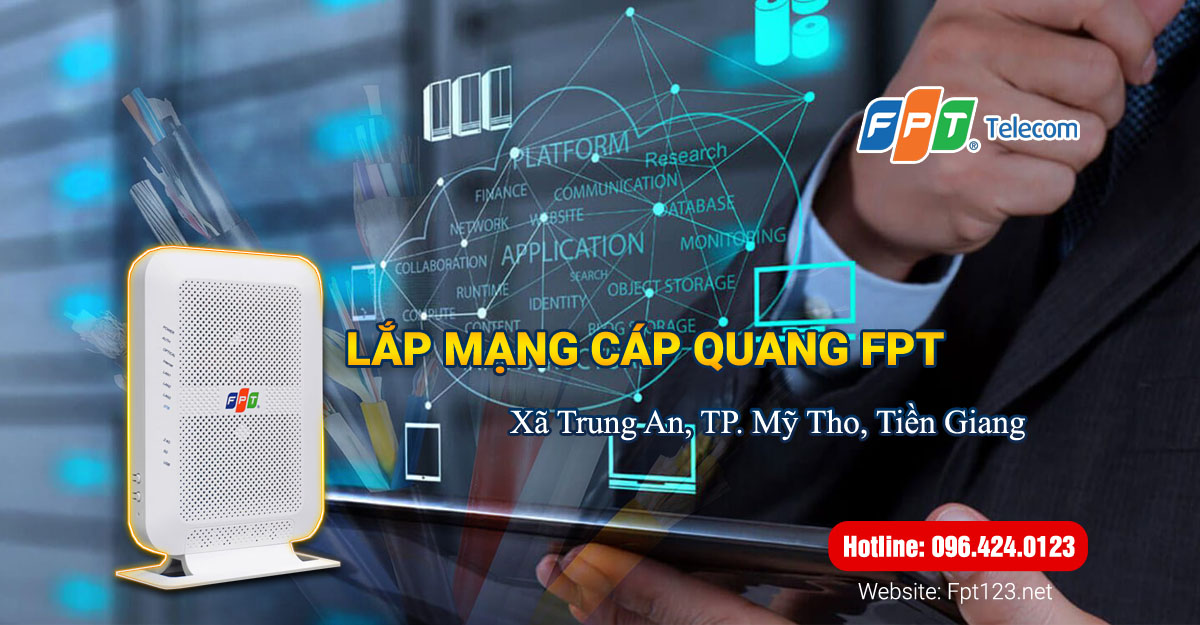 FPT® Telecom
PLATFORM
Research
FINANCE
COMMUNICATION
DATABASE
NETWORK
WEBSITE
APPLICATION
MONITORING
COLLABORATION
SEARCH
RUNTIME
IDENTITY
OBJECT STORAGE
COMPUTE
CONTENT
LẮP MẠNG CÁP QUANG FPT
FPT
Xã Trung An, TP. Mỹ Tho, Tiền Giang
Hotline: 096.424.0123
Website: Fpt123.net